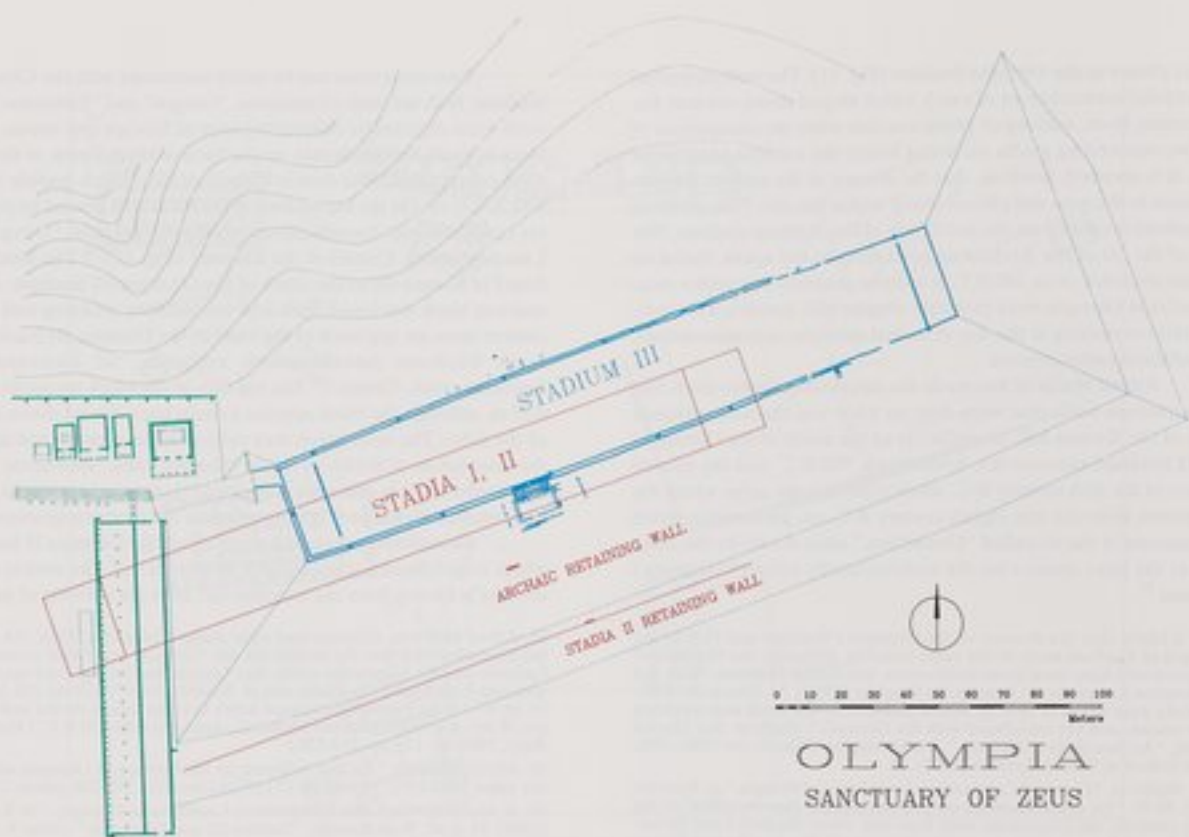 STADIUM III
STADIA I, II
ARCHAIC RETAINING WALL
STADIA II RETAINING WALL
0 10 20 30 40 50 60 70 80 90 100
Meters
OLYMPIA
SANCTUARY OF ZEUS